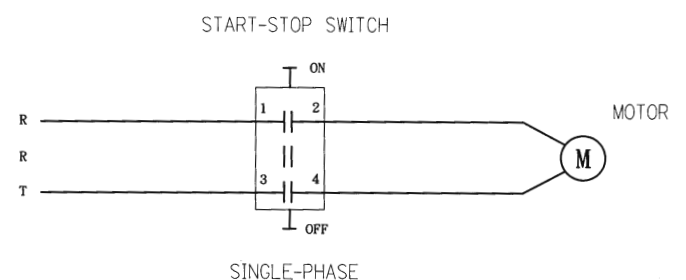 START-STOP SWITCH
ON
1 2
R
MOTOR
R
M
3 4
T
OFF
SINGLE-PHASE